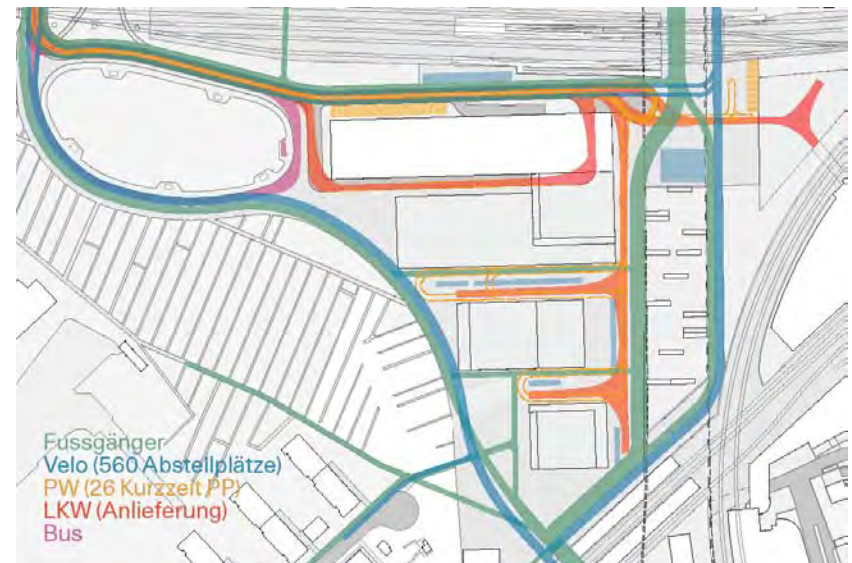 Fussgänger
Velo (560 Abstellplätze)
PW (26 Kurzzeit PP)
LKW (Anlieferung)
Bus